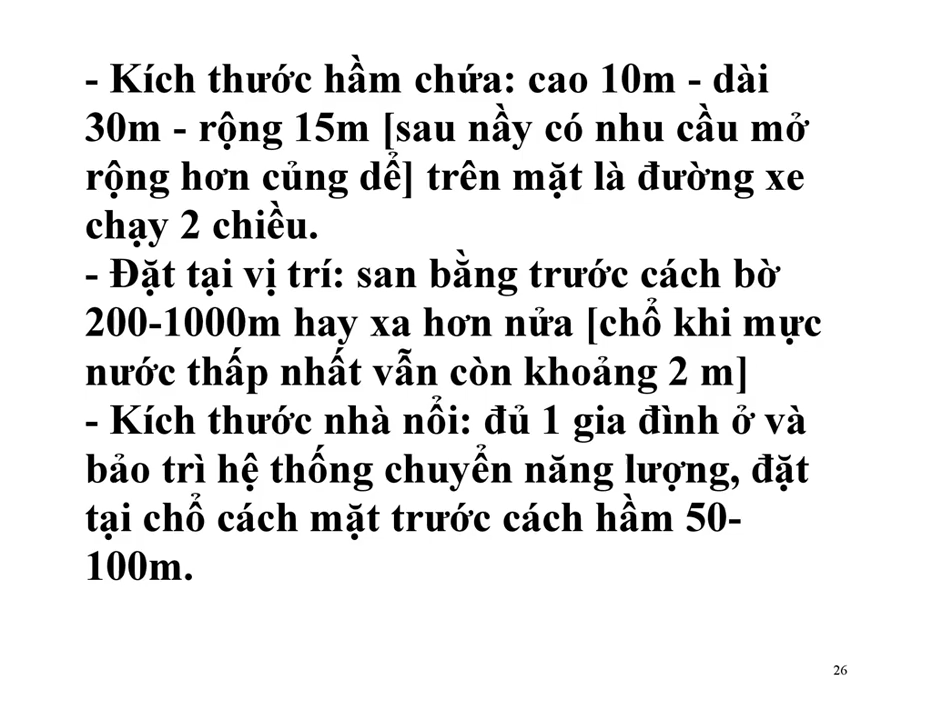 - Kích thước hầm chứa: cao 10m - dài
30m - rộng 15m [sau nầy có nhu cầu mở
rộng hơn củng dể] trên mặt là đường xe
chạy 2 chiều.
- Đặt tại vị trí: san bằng trước cách bờ
200-1000m hay xa hơn nửa [chổ khi mực
nước thấp nhất vẫn còn khoảng 2 m]
- Kích thước nhà nổi: đủ 1 gia đình ở và
bảo trì hệ thống chuyển năng lượng, đặt
tại chổ cách mặt trước cách hầm 50-
100m.
26